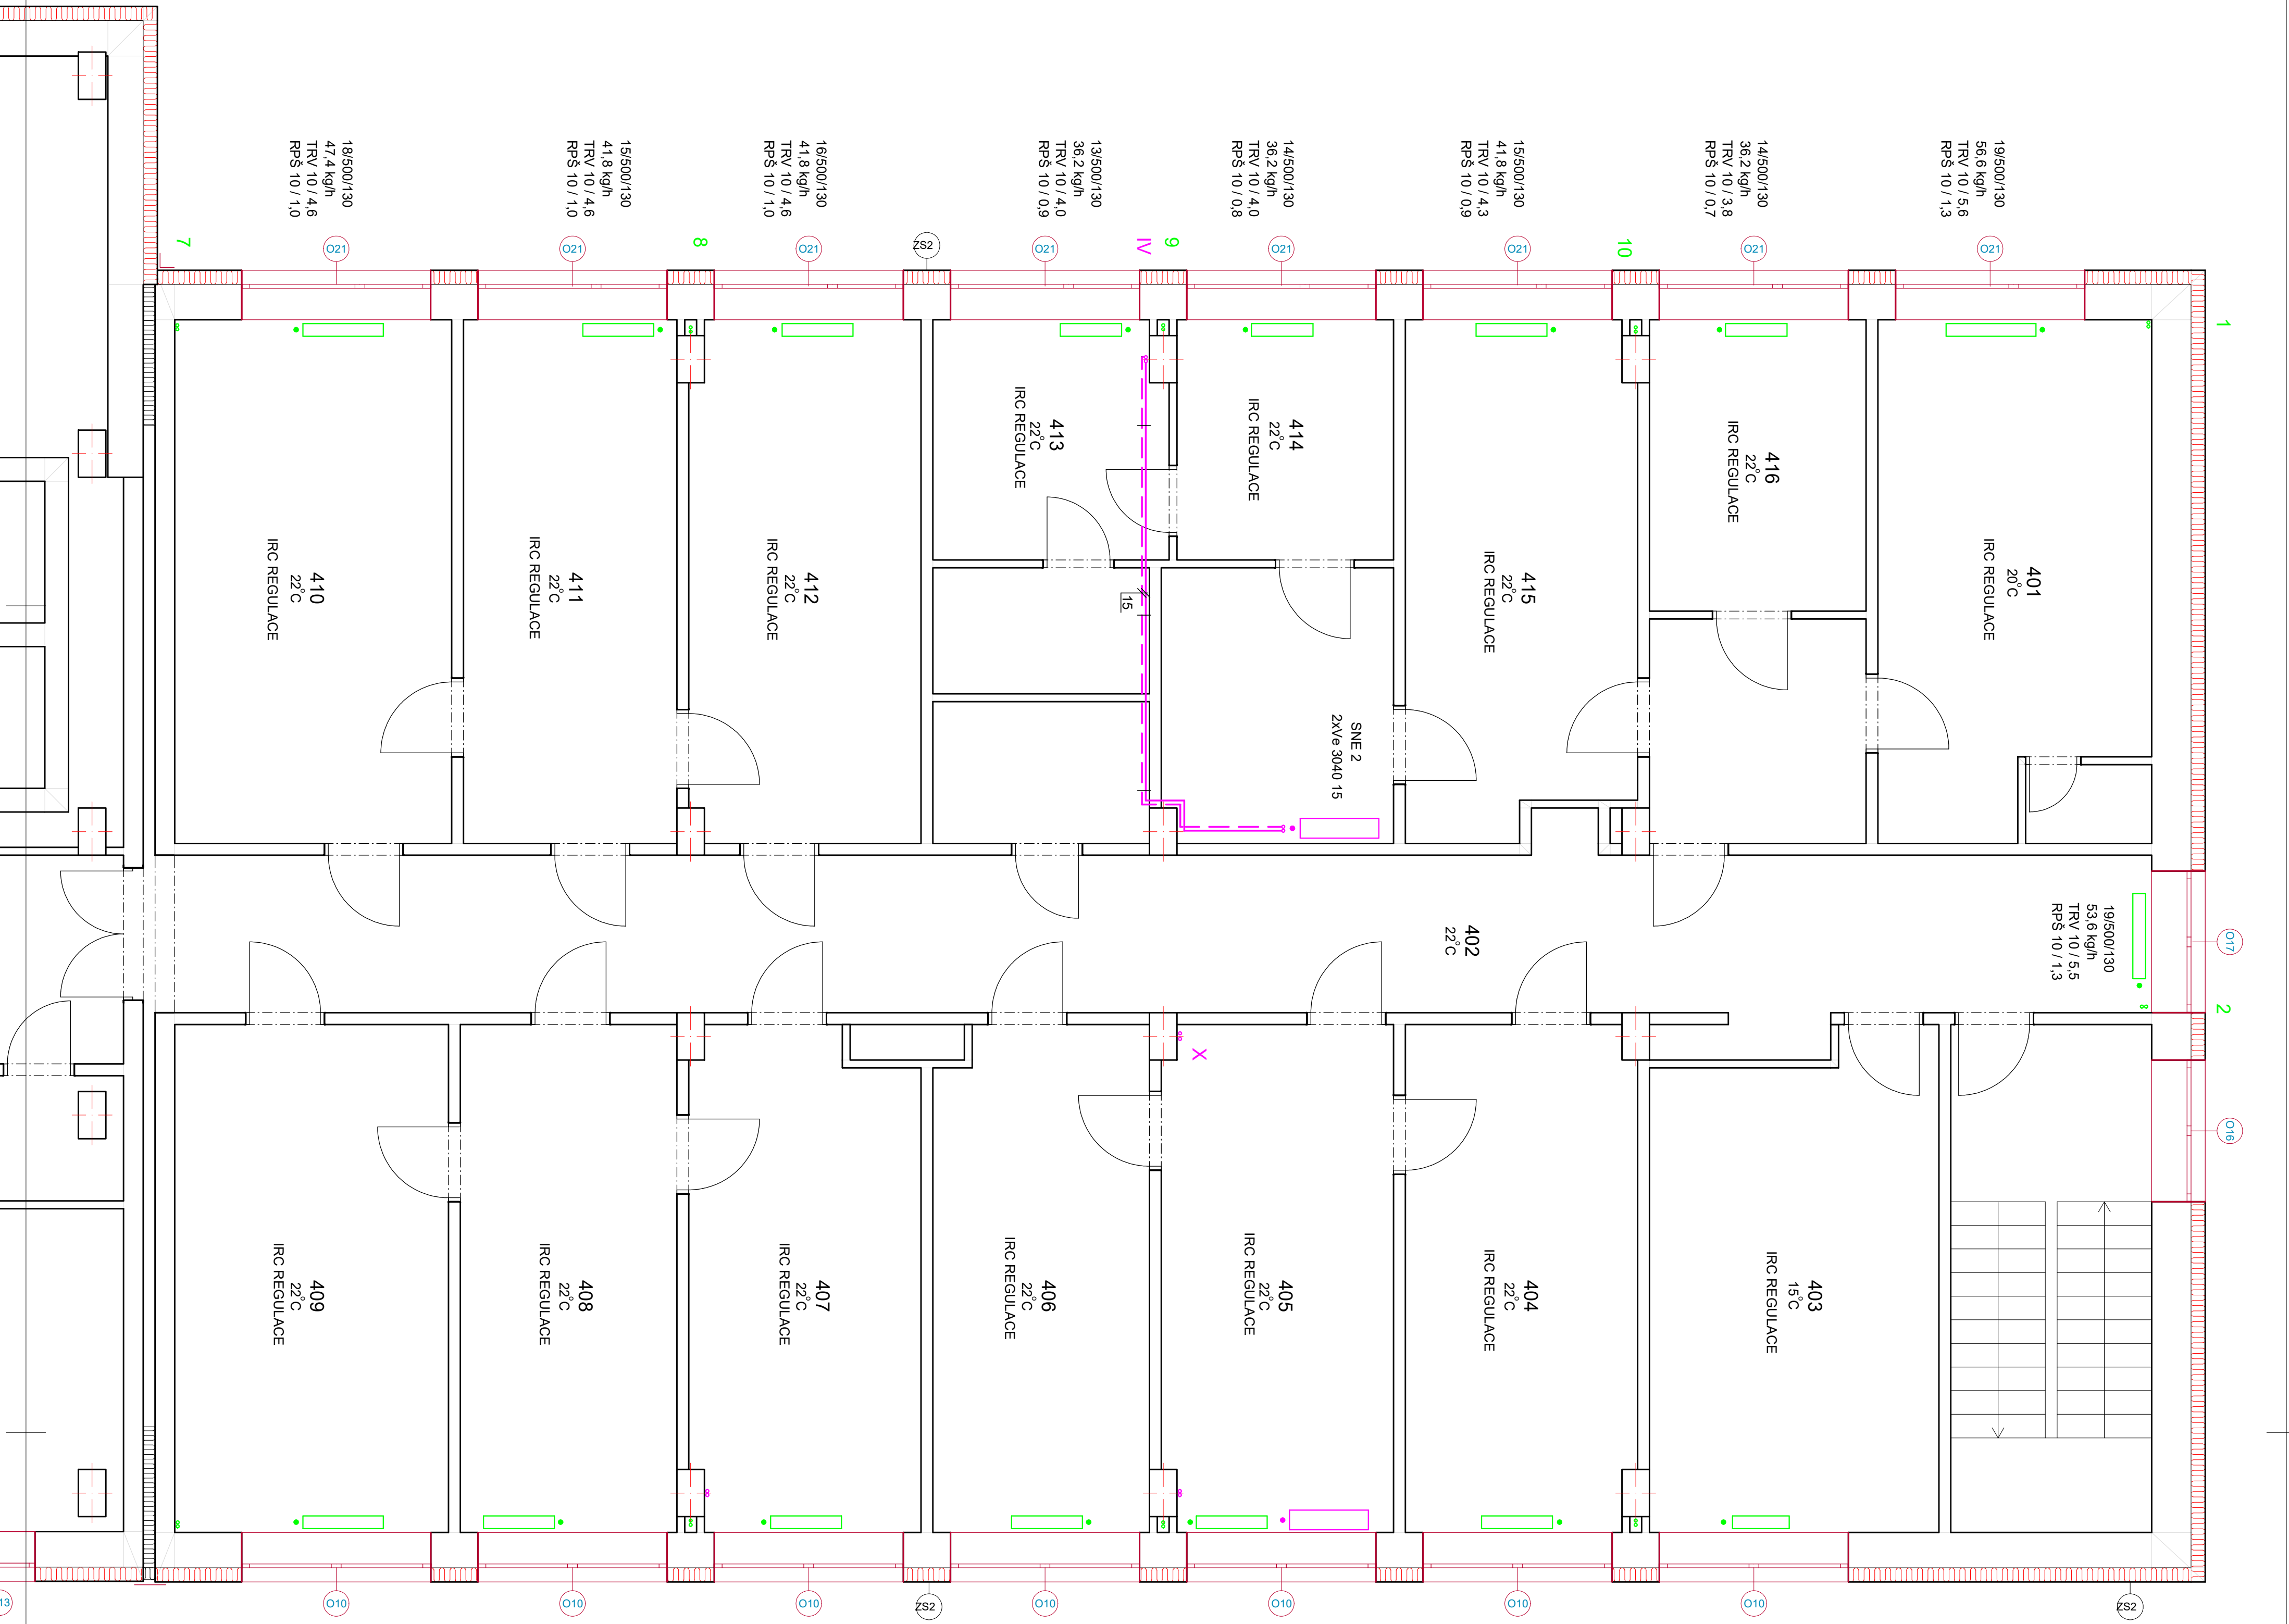 18/500/130
47,4 kg/h
TRV 10 / 4,6
RPŠ 10 / 1,0
15/500/130
41,8 kg/h
TRV 10 / 4,6
RPŠ 10 / 1,0
16/500/130
41,8 kg/h
TRV 10 / 4,6
RPŠ 10 / 1,0
13/500/130
36,2 kg/h
TRV 10 / 4,0
RPŠ 10 / 0,9
14/500/130
36,2 kg/h
TRV 10 / 4,0
RPŠ 10 / 0,8
15/500/130
41,8 kg/h
TRV 10 / 4,3
RPŠ 10 / 0,9
14/500/130
36,2 kg/h
TRV 10 / 3,8
RPŠ 10 / 0,7
19/500/130
56,6 kg/h
TRV 10 / 5,6
RPŠ 10 / 1,3
7
O21
O21
8
O21
ZS2
O21
IV
9
O21
O21
10
O21
O21
1
410
22°C
IRC REGULACE
411
22°C
IRC REGULACE
412
22°C
IRC REGULACE
413
22°C
IRC REGULACE
414
22°C
IRC REGULACE
415
22°C
IRC REGULACE
416
22°C
IRC REGULACE
401
20°C
IRC REGULACE
15
SNE 2
2xVe 3040 15
402
22°C
19/500/130
53,6 kg/h
TRV 10 / 5,5
RPŠ 10 / 1,3
O17
2
O16
X
409
22°C
IRC REGULACE
408
22°C
IRC REGULACE
407
22°C
IRC REGULACE
406
22°C
IRC REGULACE
405
22°C
IRC REGULACE
404
22°C
IRC REGULACE
403
15°C
IRC REGULACE
13
O10
O10
O10
ZS2
O10
O10
O10
O10
ZS2